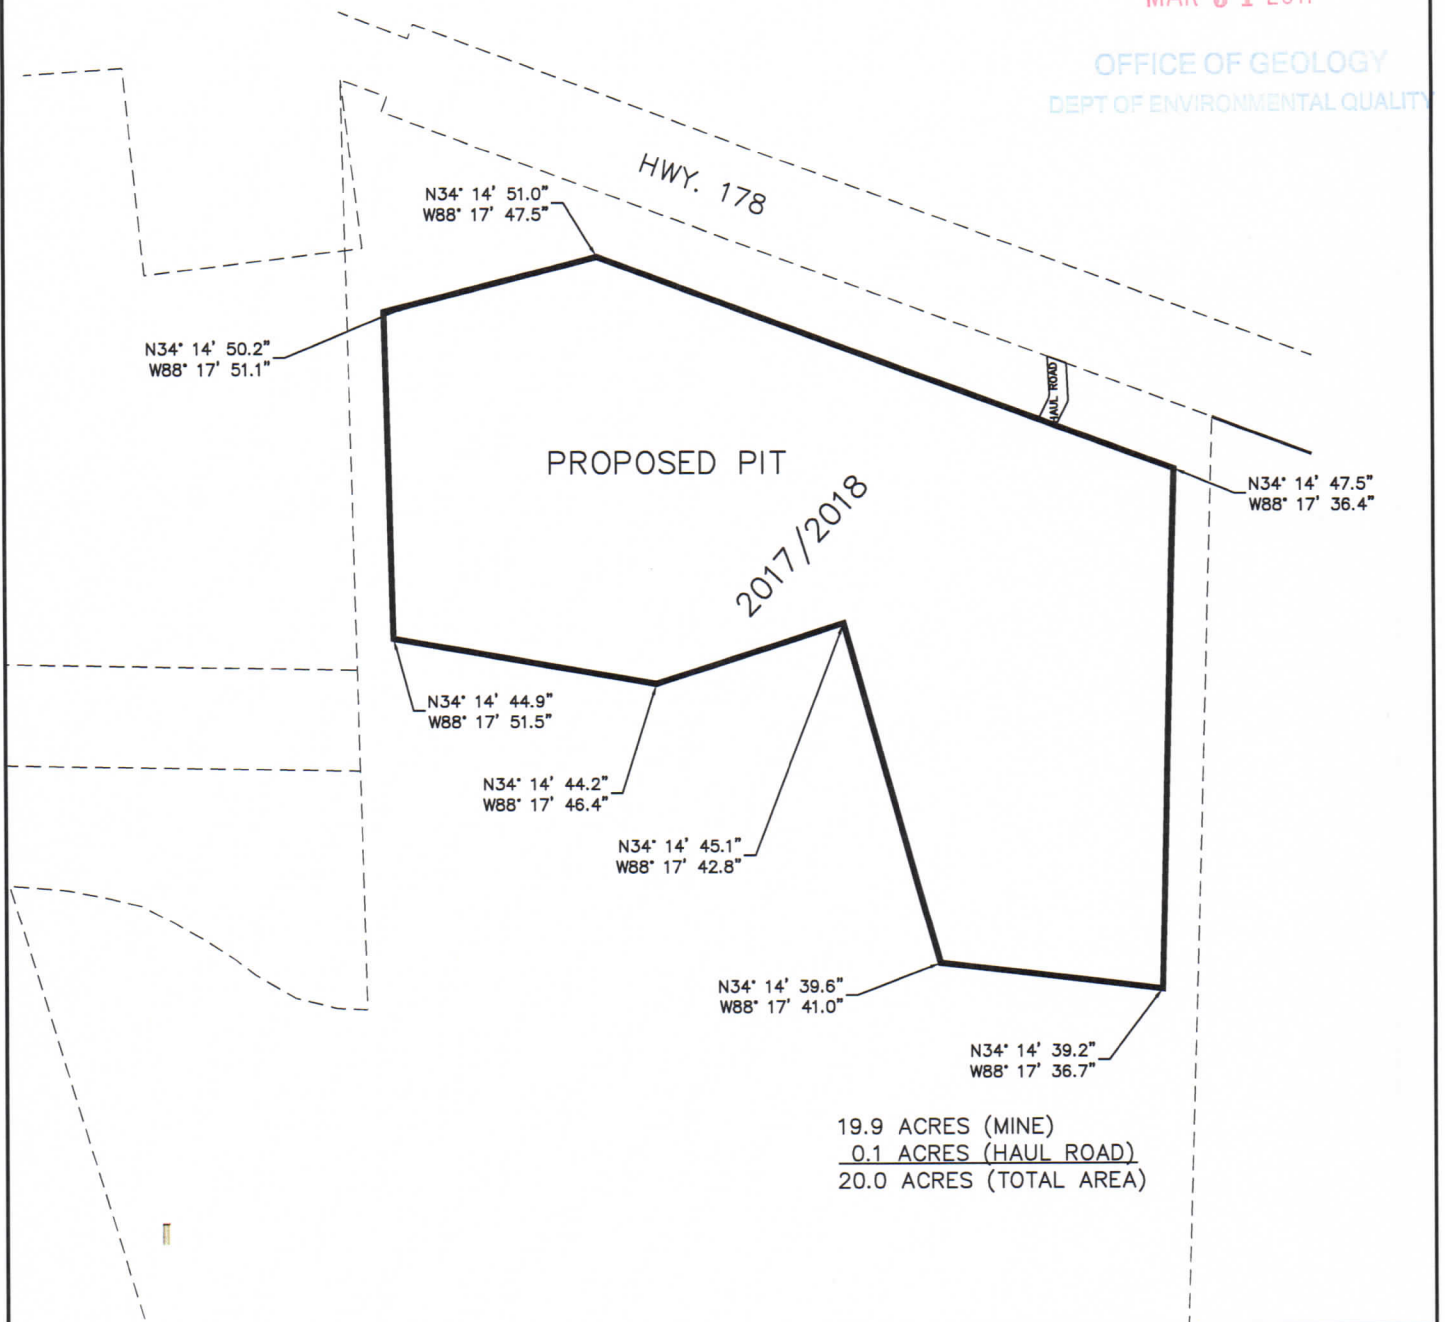 OFFICE OF GEOLOGY
DEPT OF ENVIRONMENTAL QUALITY
HWY. 178
N34° 14' 51.0"
W88° 17' 47.5"
N34° 14' 50.2"
W88° 17' 51.1"
HAUL ROAD
PROPOSED PIT
N34° 14' 47.5"
W88° 17' 36.4"
2017/2018
N34° 14' 44.9"
W88° 17' 51.5"
N34° 14' 44.2"
W88° 17' 46.4"
N34° 14' 45.1"
W88° 17' 42.8"
N34° 14' 39.6"
W88° 17' 41.0"
N34° 14' 39.2"
W88° 17' 36.7"
19.9 ACRES (MINE)
0.1 ACRES (HAUL ROAD)
20.0 ACRES (TOTAL AREA)